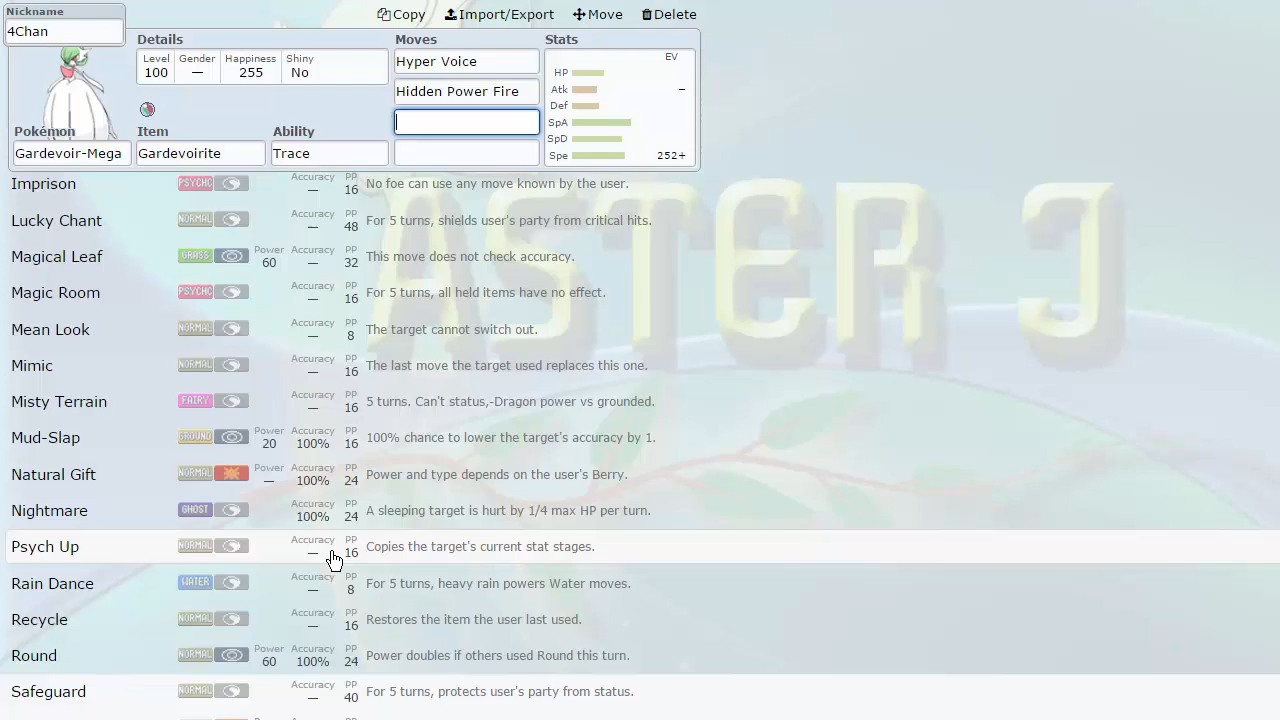 Nickname
4Chan
Copy Import/Export Move Delete
Details
Level Gender Happiness Shiny
100 — 255 No
Pokémon Item Ability
Gardevoir-Mega Gardevoirite Trace
Moves
Hyper Voice
Hidden Power Fire
Stats
EV
HP
Atk –
Def
SpA
SpD
Spe 252+
Imprison PSYCHC Accuracy — PP 16 No foe can use any move known by the user.
Lucky Chant NORMAL Accuracy — PP 48 For 5 turns, shields user's party from critical hits.
Magical Leaf GRASS Power 60 Accuracy — PP 32 This move does not check accuracy.
Magic Room PSYCHC Accuracy — PP 16 For 5 turns, all held items have no effect.
Mean Look NORMAL Accuracy — PP 8 The target cannot switch out.
Mimic NORMAL Accuracy — PP 16 The last move the target used replaces this one.
Misty Terrain FAIRY Accuracy — PP 16 5 turns. Can't status,-Dragon power vs grounded.
Mud-Slap GROUND Power 20 Accuracy 100% PP 16 100% chance to lower the target's accuracy by 1.
Natural Gift NORMAL Power — Accuracy 100% PP 24 Power and type depends on the user's Berry.
Nightmare GHOST Accuracy 100% PP 24 A sleeping target is hurt by 1/4 max HP per turn.
Psych Up NORMAL Accuracy — PP 16 Copies the target's current stat stages.
Rain Dance WATER Accuracy — PP 8 For 5 turns, heavy rain powers Water moves.
Recycle NORMAL Accuracy — PP 16 Restores the item the user last used.
Round NORMAL Power 60 Accuracy 100% PP 24 Power doubles if others used Round this turn.
Safeguard NORMAL Accuracy — PP 40 For 5 turns, protects user's party from status.
ASTER J